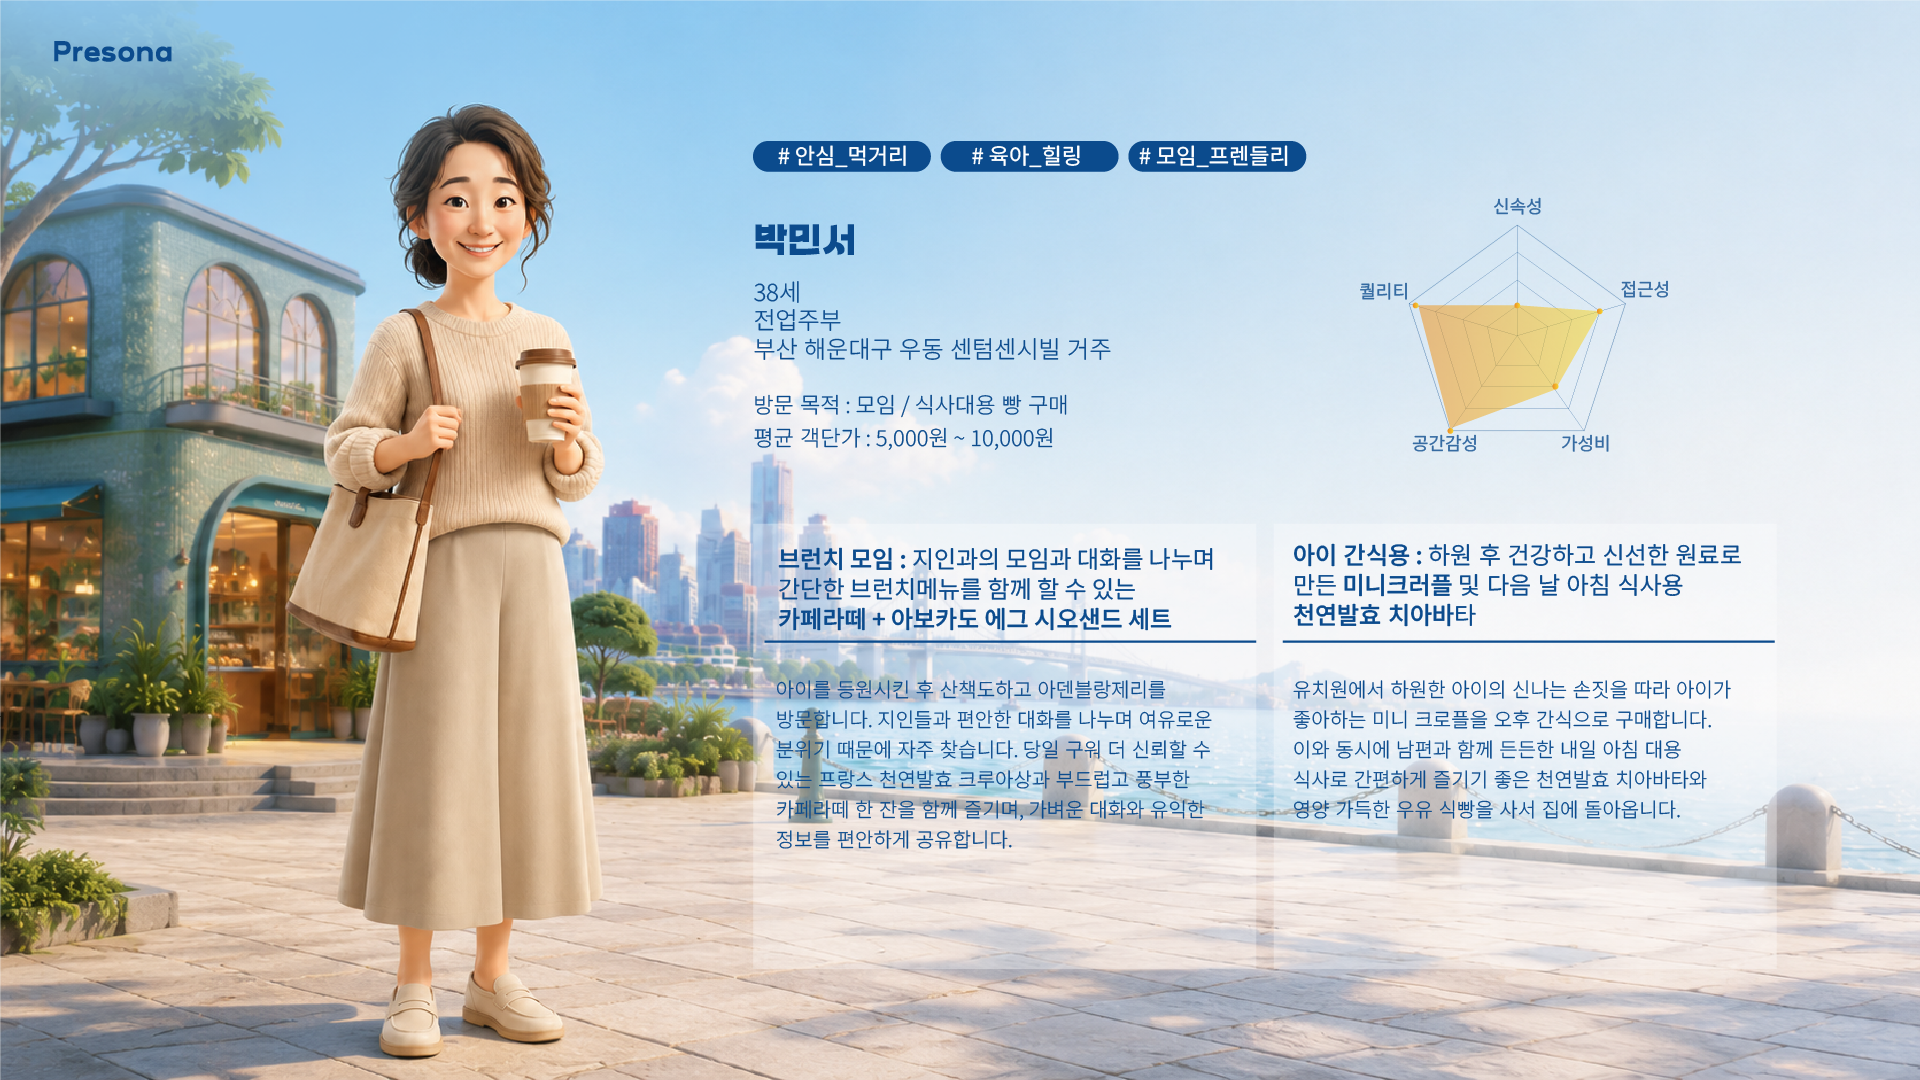 Presona
# 안심_먹거리
# 육아_힐링
# 모임_프렌들리
박민서
38세
전업주부
부산 해운대구 우동 센텀센시빌 거주
방문 목적 : 모임 / 식사대용 빵 구매
평균 객단가 : 5,000원 ~ 10,000원
신속성
접근성
가성비
공간감성
퀄리티
브런치 모임 : 지인과의 모임과 대화를 나누며
간단한 브런치메뉴를 함께 할 수 있는
카페라떼 + 아보카도 에그 시오샌드 세트
아이를 등원시킨 후 산책도하고 아덴블랑제리를
방문합니다. 지인들과 편안한 대화를 나누며 여유로운
분위기 때문에 자주 찾습니다. 당일 구워 더 신뢰할 수
있는 프랑스 천연발효 크루아상과 부드럽고 풍부한
카페라떼 한 잔을 함께 즐기며, 가벼운 대화와 유익한
정보를 편안하게 공유합니다.
아이 간식용 : 하원 후 건강하고 신선한 원료로
만든 미니크러플 및 다음 날 아침 식사용
천연발효 치아바타
유치원에서 하원한 아이의 신나는 손짓을 따라 아이가
좋아하는 미니 크로플을 오후 간식으로 구매합니다.
이와 동시에 남편과 함께 든든한 내일 아침 대용
식사로 간편하게 즐기기 좋은 천연발효 치아바타와
영양 가득한 우유 식빵을 사서 집에 돌아옵니다.